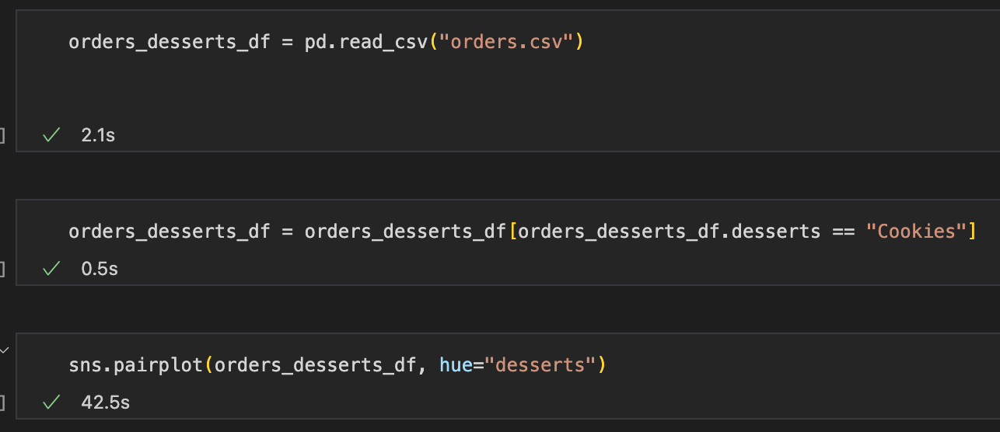 orders_desserts_df = pd.read_csv("orders.csv")
2.1s
orders_desserts_df = orders_desserts_df[orders_desserts_df.desserts == "Cookies"]
0.5s
sns.pairplot(orders_desserts_df, hue="desserts")
42.5s